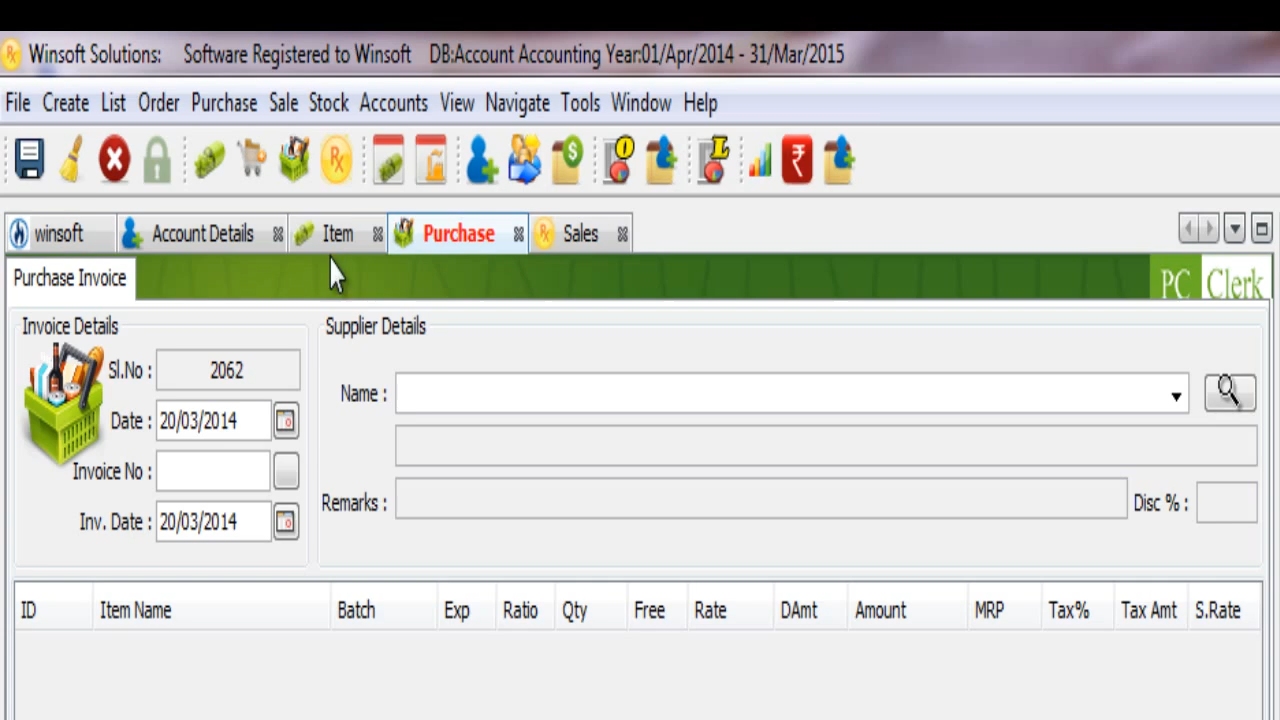 Winsoft Solutions: Software Registered to Winsoft DB:Account Accounting Year:01/Apr/2014 - 31/Mar/2015
File Create List Order Purchase Sale Stock Accounts View Navigate Tools Window Help
winsoft Account Details Item Purchase Sales
Purchase Invoice PC Clerk
Invoice Details Supplier Details
Sl.No : 2062
Name :
Date : 20/03/2014
Invoice No :
Remarks : Disc % :
Inv. Date : 20/03/2014
ID Item Name Batch Exp Ratio Qty Free Rate DAmt Amount MRP Tax% Tax Amt S.Rate